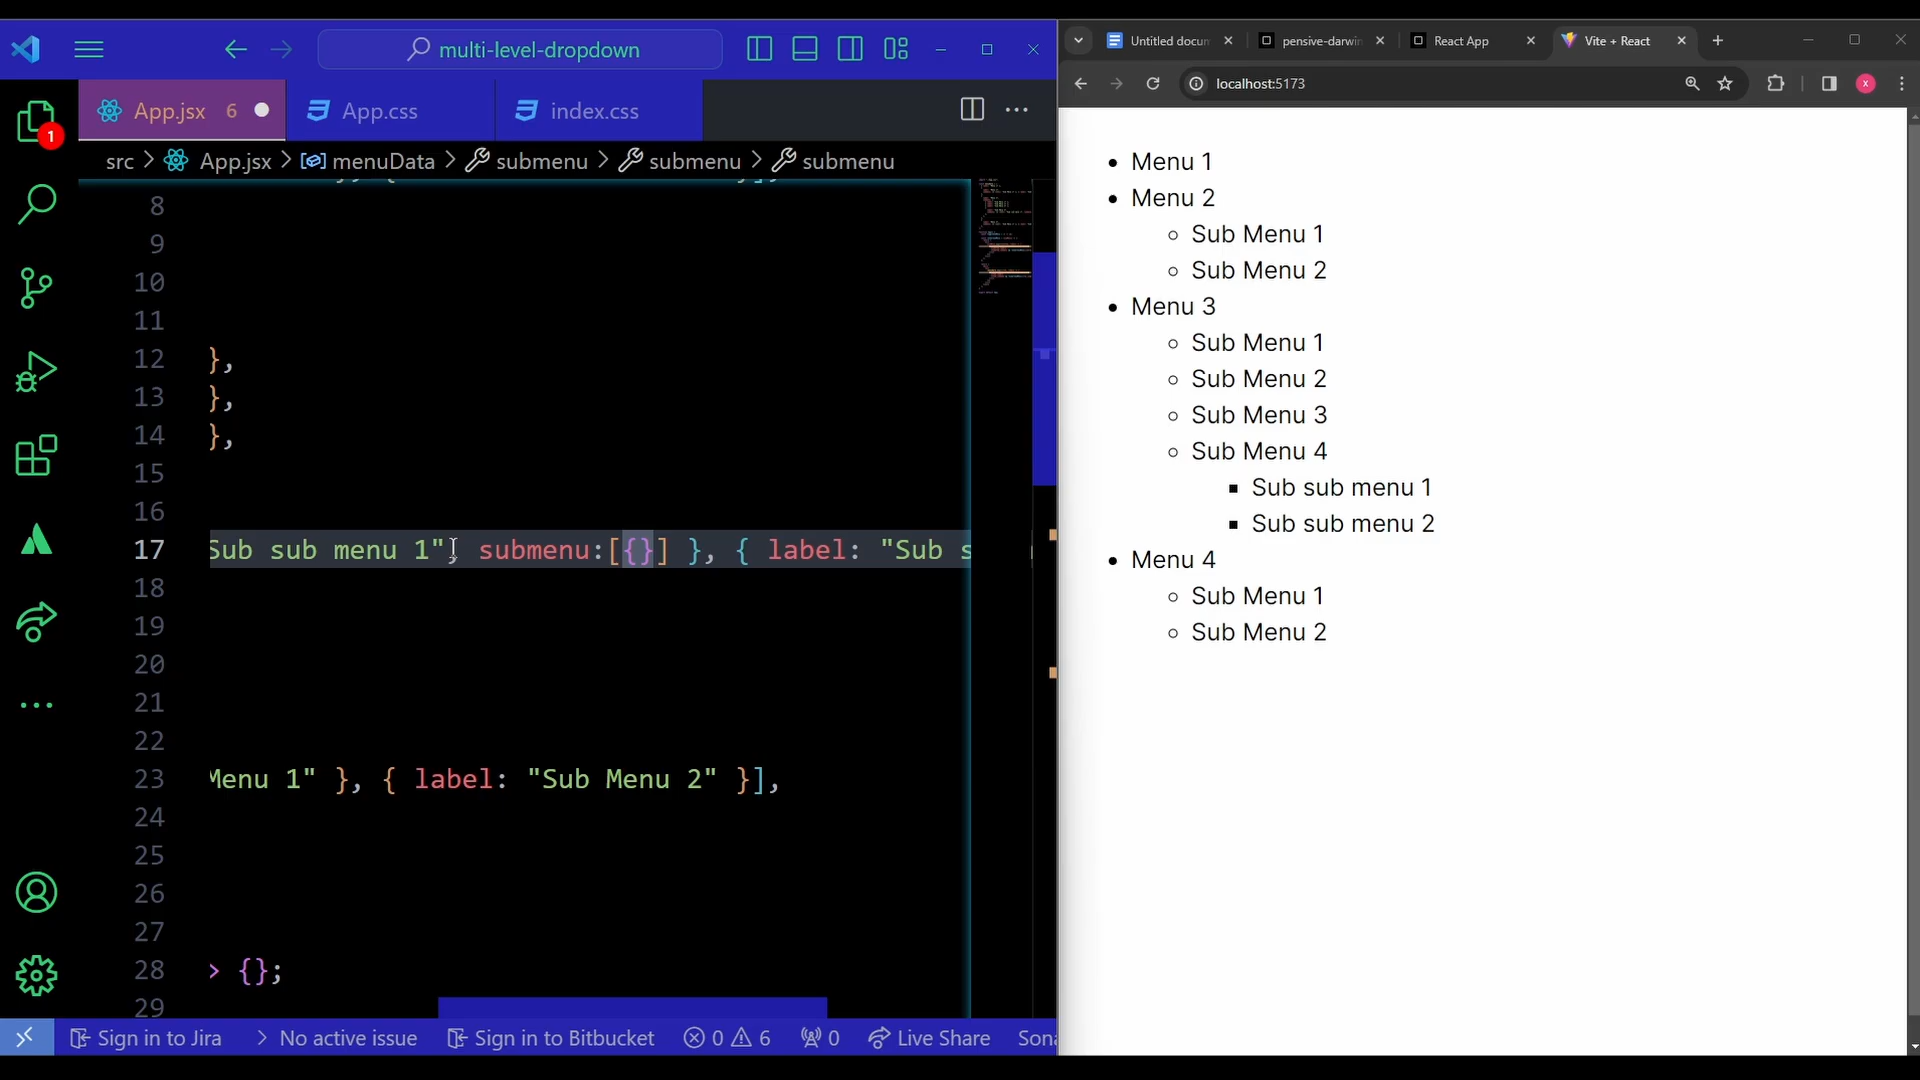 multi-level-dropdown
App.jsx 6
App.css
index.css
src > App.jsx > menuData > submenu > submenu > submenu
1
8
9
10
11
12 },
13 },
14 },
15
16
17 Sub sub menu 1", submenu:[{}] }, { label: "Sub s
18
19
20
21
22
23 Menu 1" }, { label: "Sub Menu 2" }],
24
25
26
27
28 > {};
29
Sign in to Jira
No active issue
Sign in to Bitbucket
0
6
0
Live Share
Sona
Untitled docum
pensive-darwin
React App
Vite + React
localhost:5173
x
Menu 1
Menu 2
Sub Menu 1
Sub Menu 2
Menu 3
Sub Menu 1
Sub Menu 2
Sub Menu 3
Sub Menu 4
Sub sub menu 1
Sub sub menu 2
Menu 4
Sub Menu 1
Sub Menu 2